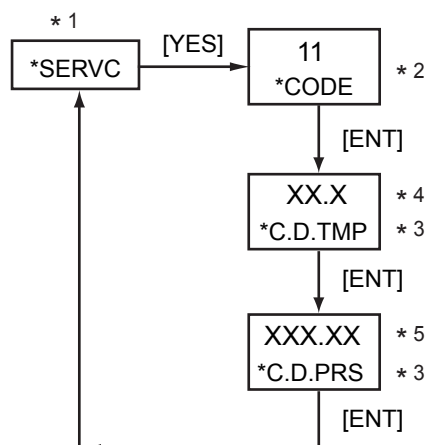 * 1
*SERVC
[YES]
11
*CODE
* 2
[ENT]
XX.X
* 4
*C.D.TMP
* 3
[ENT]
XXX.XX
* 5
*C.D.PRS
* 3
[ENT]